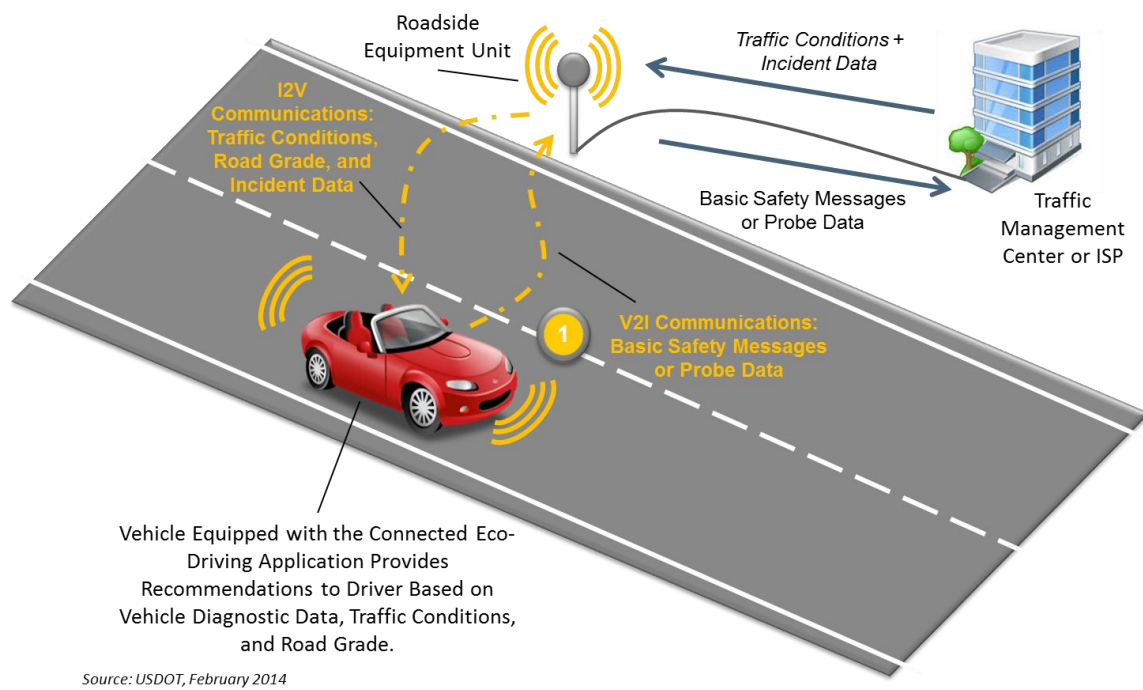 Roadside
Equipment Unit
Traffic Conditions +
Incident Data
I2V
Communications:
Traffic Conditions,
Road Grade, and
Incident Data
Basic Safety Messages
or Probe Data
Traffic
Management
Center or ISP
1
V2I Communications:
Basic Safety Messages
or Probe Data
Vehicle Equipped with the Connected Eco-
Driving Application Provides
Recommendations to Driver Based on
Vehicle Diagnostic Data, Traffic Conditions,
and Road Grade.
Source: USDOT, February 2014